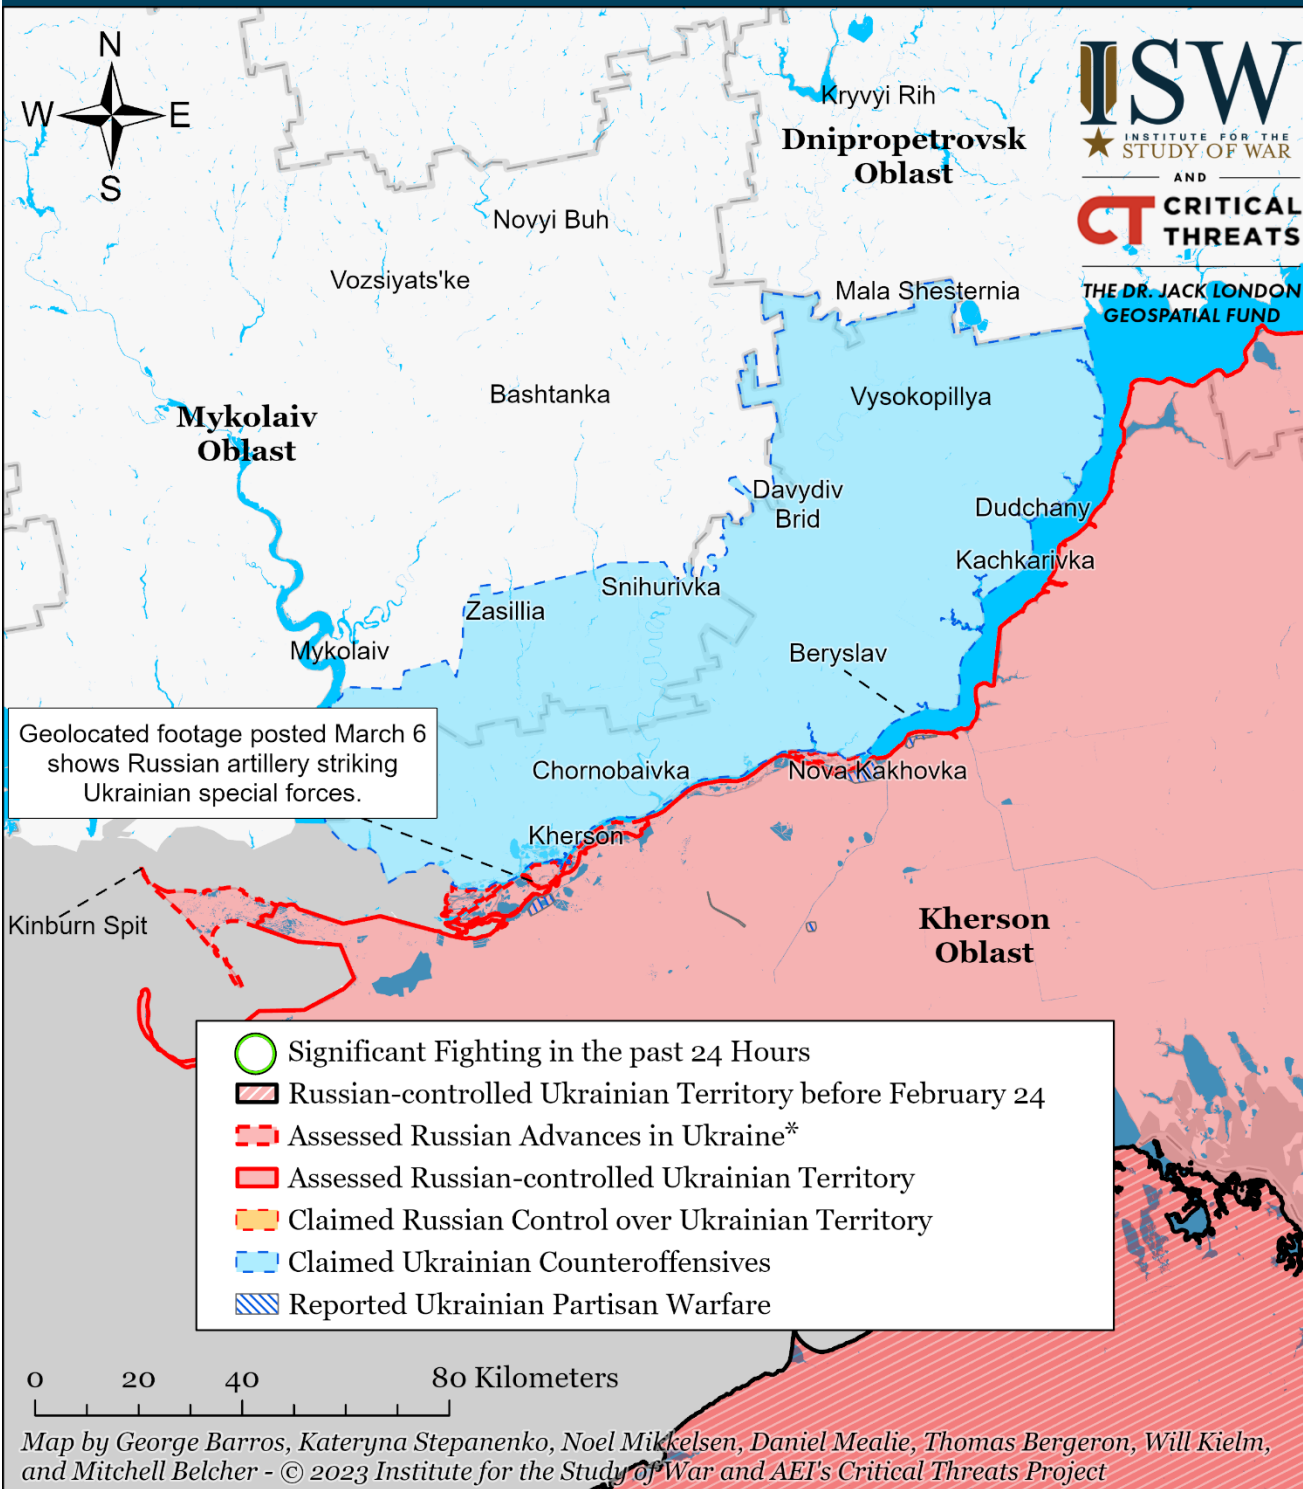 N
W
E
S
ISW
INSTITUTE FOR THE
STUDY OF WAR
AND
CT CRITICAL
THREATS
THE DR. JACK LONDON
GEOSPATIAL FUND
Kryvyi Rih
Dnipropetrovsk
Oblast
Novyi Buh
Vozsiyats'ke
Mala Shesternia
Bashtanka
Vysokopillya
Mykolaiv
Oblast
Davydiv
Brid
Dudchany
Kachkarivka
Snihurivka
Zasillia
Mykolaiv
Beryslav
Geolocated footage posted March 6
shows Russian artillery striking
Ukrainian special forces.
Chornobaivka
Nova Kakhovka
Kherson
Kinburn Spit
Kherson
Oblast
Significant Fighting in the past 24 Hours
Russian-controlled Ukrainian Territory before February 24
Assessed Russian Advances in Ukraine*
Assessed Russian-controlled Ukrainian Territory
Claimed Russian Control over Ukrainian Territory
Claimed Ukrainian Counteroffensives
Reported Ukrainian Partisan Warfare
0 20 40 80 Kilometers
Map by George Barros, Kateryna Stepanenko, Noel Mikkelsen, Daniel Mealie, Thomas Bergeron, Will Kielm,
and Mitchell Belcher - © 2023 Institute for the Study of War and AEI's Critical Threats Project